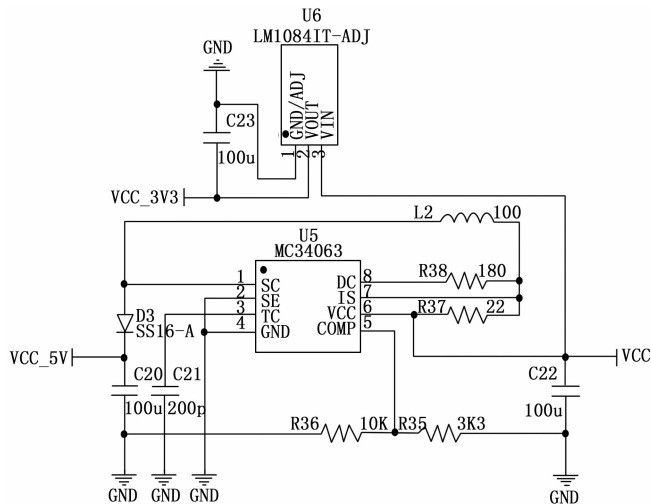 U6
LM1084IT-ADJ
GND
GND/ADJ
VOUT
VIN
C23
100u
1
2
3
VCC_3V3
L2 100
U5
MC34063
1 SC DC 8 R38 180
2 SE IS 7
3 TC VCC 6 R37 22
4 GND COMP 5
D3
SS16-A
VCC_5V
VCC
C20 C21 C22
100u 200p 100u
R36 10K R35 3K3
GND GND GND GND